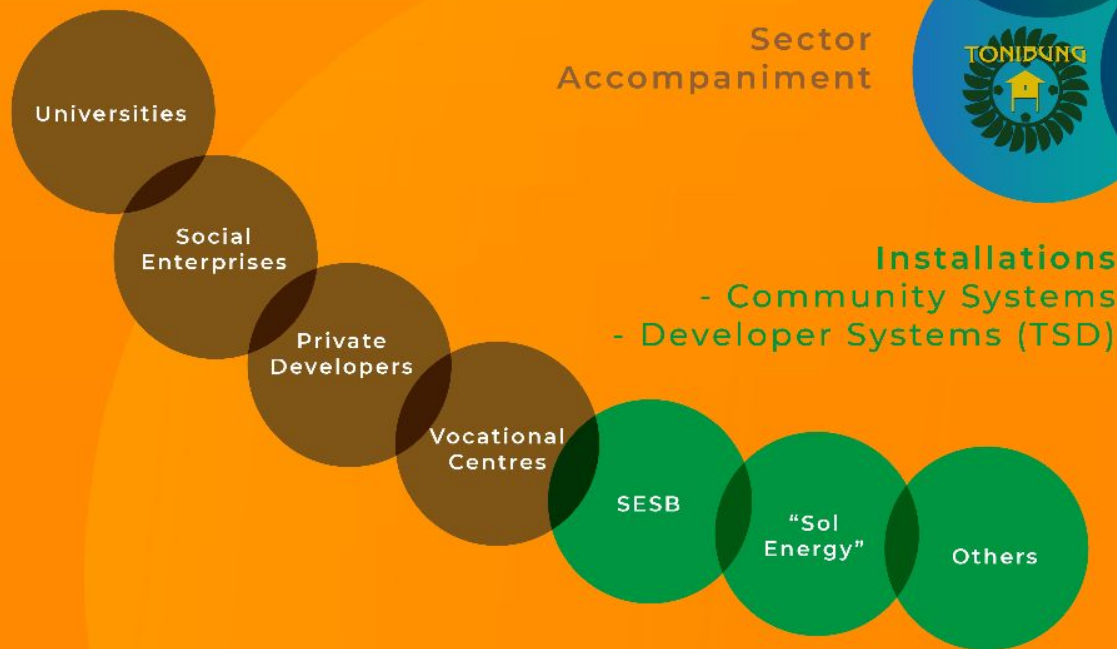 Sector
Accompaniment
TONIBUNG
Universities
Social
Enterprises
Installations
- Community Systems
- Developer Systems (TSD)
Private
Developers
Vocational
Centres
SESB
“Sol
Energy”
Others